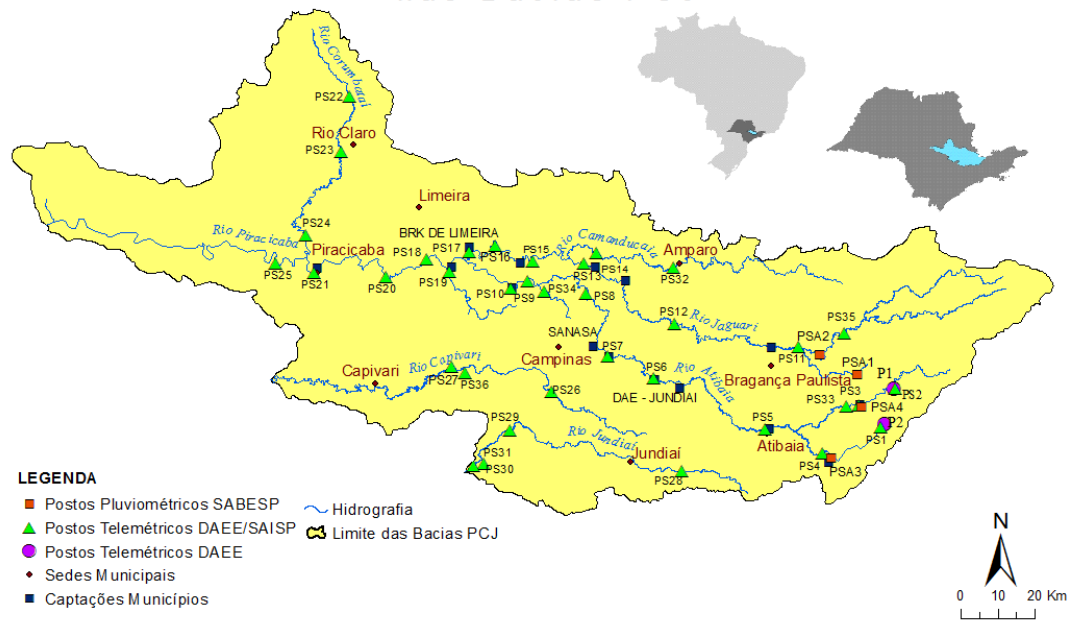 Rio Corumbataí
PS22
Rio Claro
PS23
Limeira
PS24
Rio Piracicaba
BRK DE LIMEIRA
Rio Camanducaia
Piracicaba
PS18
PS17
PS16
PS15
Amparo
PS25
PS21
PS20
PS19
PS13
PS14
PS32
PS10
PS9
PS34
PS8
PS12
Rio Jaguari
PS35
SANASA
PS7
PSA2
PS11
Campinas
Rio Capivari
Capivari
PS27
PS36
PS26
PS6
Rio Atibaia
DAE - JUNDIAI
Bragança Paulista
PSA1
P1
PS3
PS2
PS33
PSA4
P2
PS1
PS29
Rio Jundiaí
PS5
Atibaia
PS31
PS30
Jundiaí
PS28
PS4
PSA3
LEGENDA
Postos Pluviométricos SABESP
Postos Telemétricos DAEE/SAISP
Postos Telemétricos DAEE
Sedes Municipais
Captações Municípios
Hidrografia
Limite das Bacias PCJ
N
0 10 20 Km